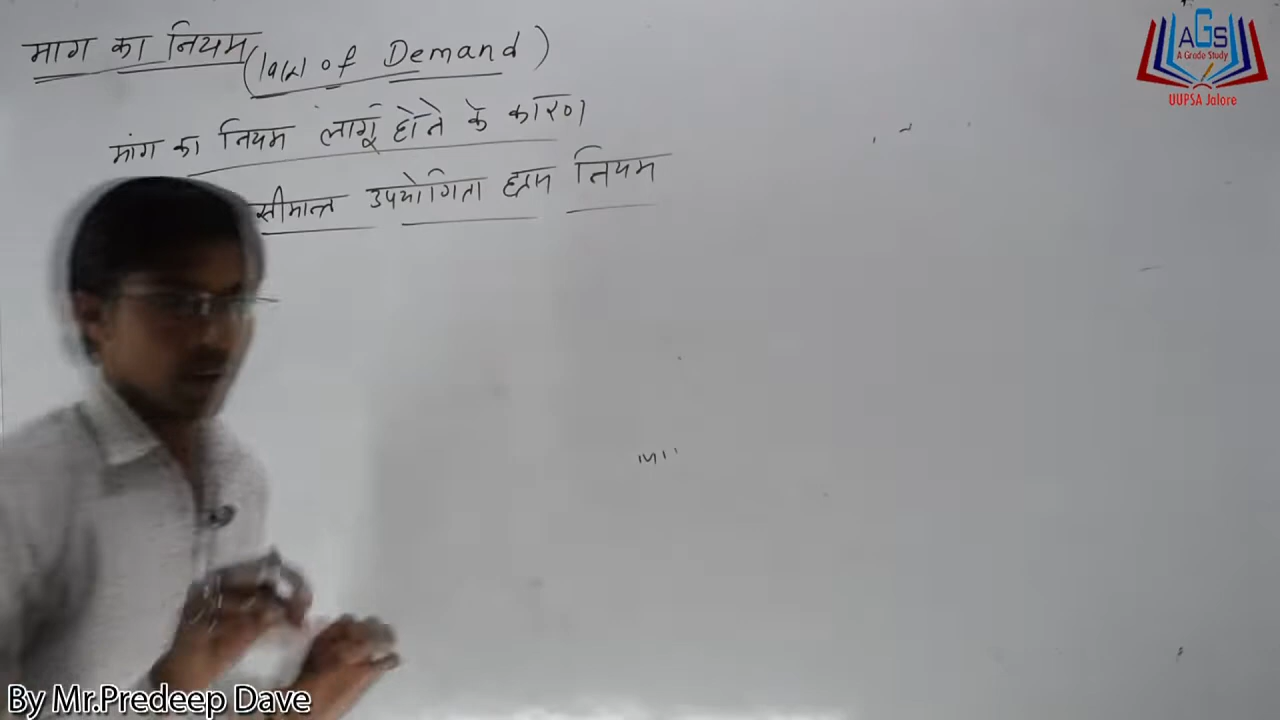 माग का नियम (law of Demand)
मांग का नियम लागू होने के कारण
सीमान्त उपयोगिता ह्रास नियम
AGS
A Grade Study
UUPSA Jalore
By Mr.Predeep Dave